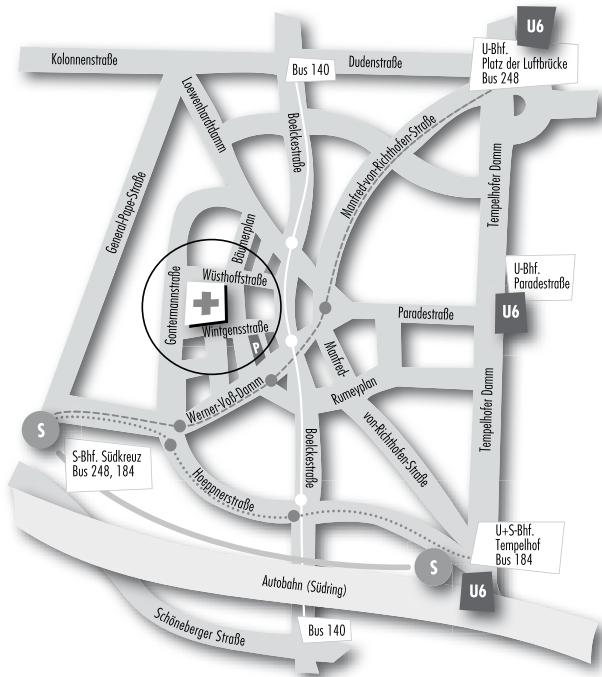 U6
U-Bhf.
Platz der Luftbrücke
Bus 248
Kolonnenstraße
Bus 140
Dudenstraße
Loewenhardtdamm
Boelckestraße
Manfred-von-Richthofen-Straße
Tempelhofer Damm
General-Pape-Straße
Bäumerplan
U-Bhf.
Paradestraße
U6
Gontermannstraße
Wüsthoffstraße
Wintgensstraße
P
Paradestraße
Manfred-
von-Richthofen-Straße
Rumeyplan
Werner-Voß-Damm
Tempelhofer Damm
S
S-Bhf. Südkreuz
Bus 248, 184
Boelckestraße
Hoeppnerstraße
U+S-Bhf.
Tempelhof
Bus 184
S
U6
Autobahn (Südring)
Schöneberger Straße
Bus 140